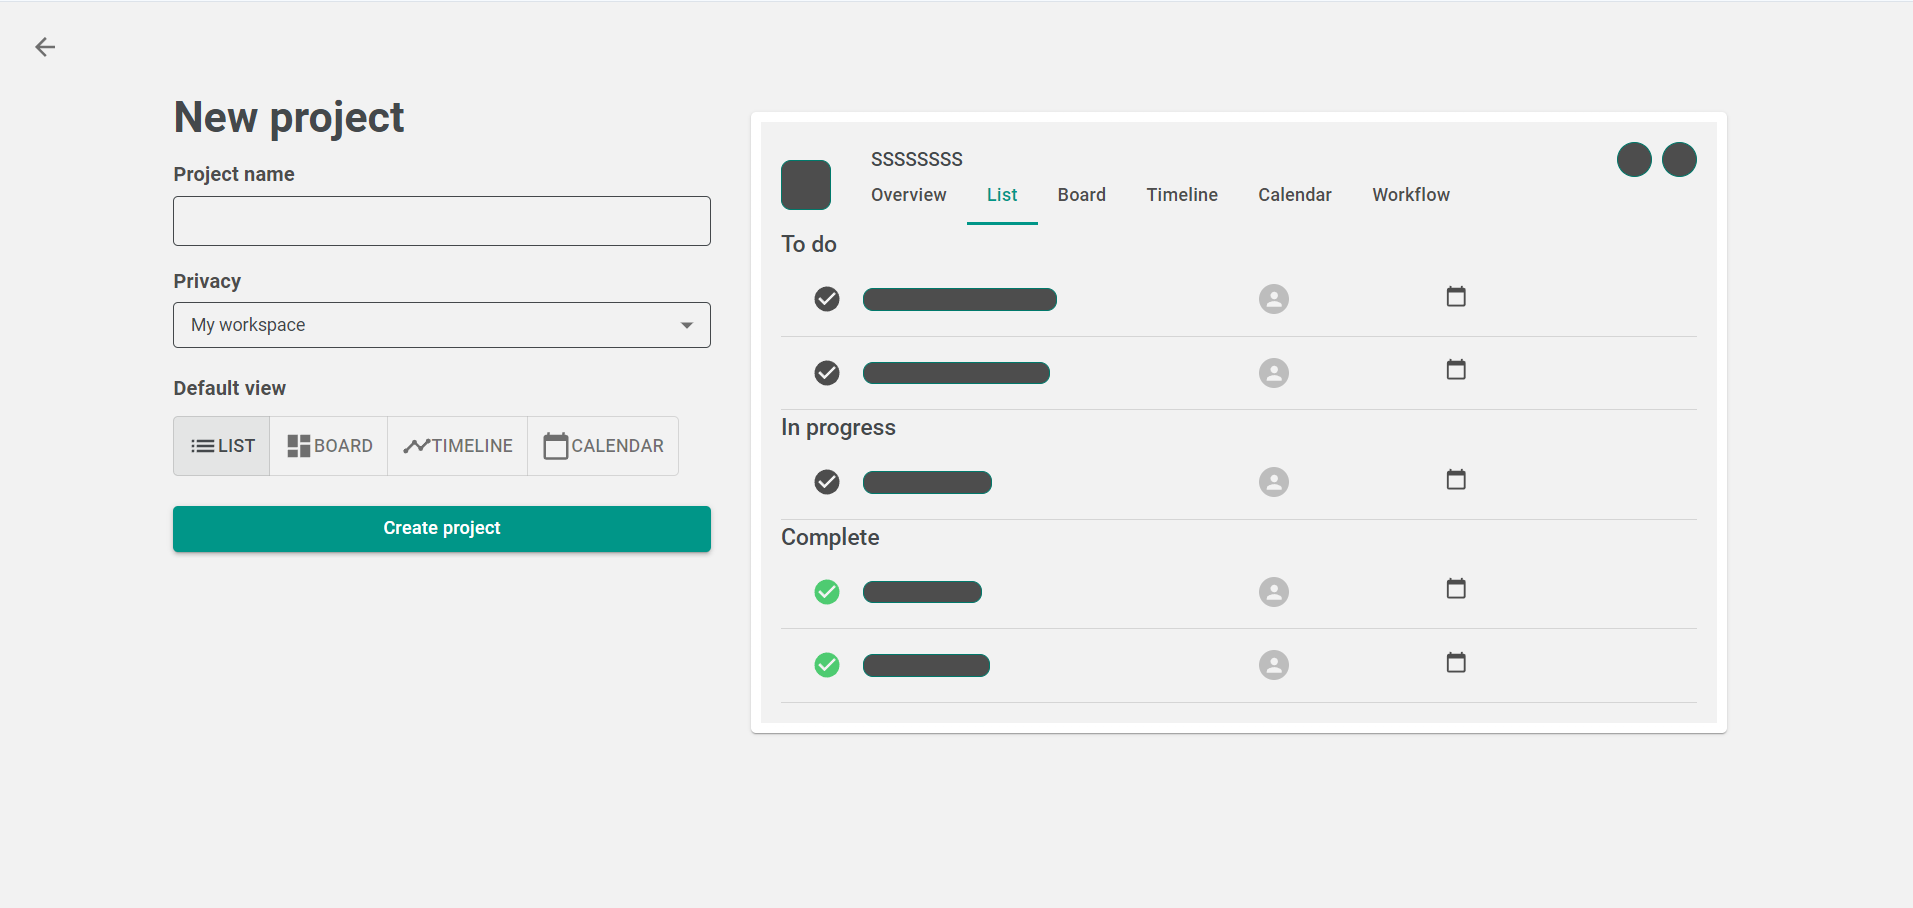 New project
Project name
Privacy
My workspace
Default view
LIST BOARD TIMELINE CALENDAR
Create project
SSSSSSSS
Overview List Board Timeline Calendar Workflow
To do
In progress
Complete